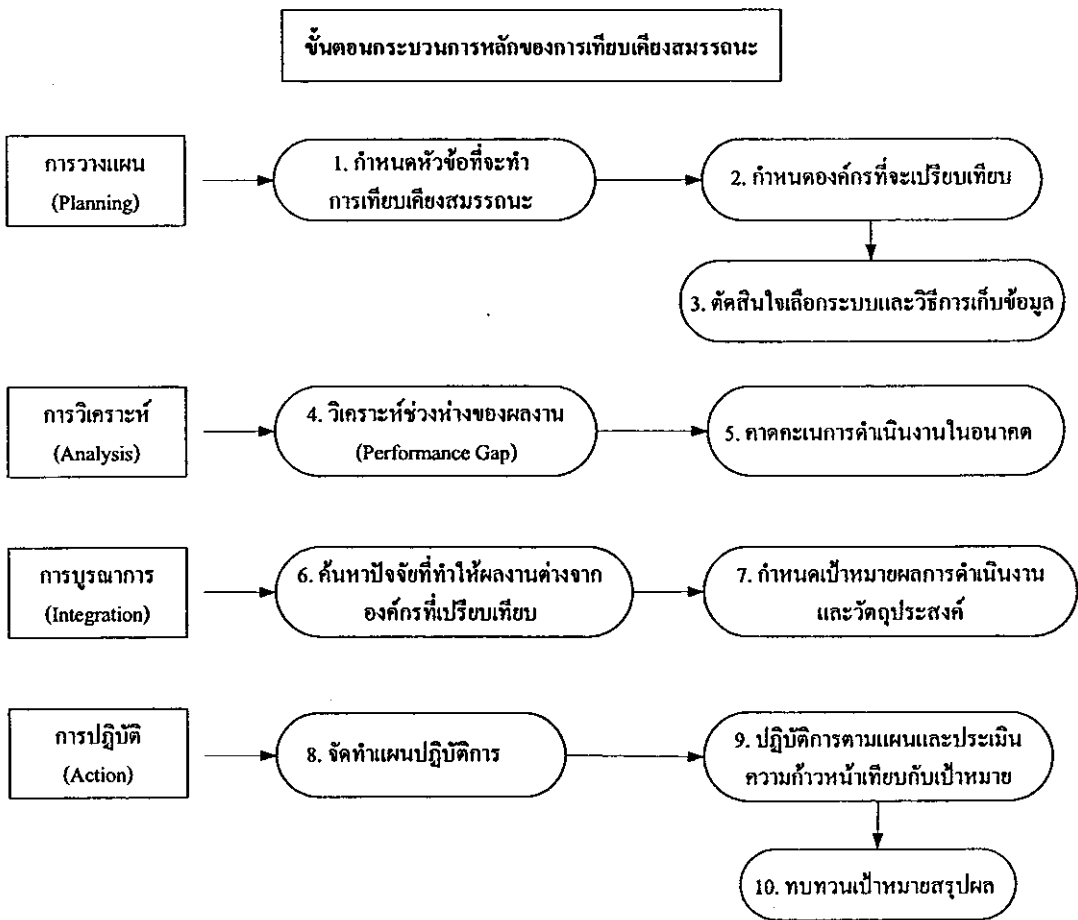 ขั้นตอนกระบวนการหลักของการเทียบเคียงสมรรถนะ
การวางแผน
(Planning)
1. กำหนดหัวข้อที่จะทำ
การเทียบเคียงสมรรถนะ
2. กำหนดองค์กรที่จะเปรียบเทียบ
3. ตัดสินใจเลือกระบบและวิธีการเก็บข้อมูล
การวิเคราะห์
(Analysis)
4. วิเคราะห์ช่วงห่างของผลงาน
(Performance Gap)
5. คาดคะเนการดำเนินงานในอนาคต
การบูรณาการ
(Integration)
6. ค้นหาปัจจัยที่ทำให้ผลงานต่างจาก
องค์กรที่เปรียบเทียบ
7. กำหนดเป้าหมายผลการดำเนินงาน
และวัตถุประสงค์
การปฏิบัติ
(Action)
8. จัดทำแผนปฏิบัติการ
9. ปฏิบัติการตามแผนและประเมิน
ความก้าวหน้าเทียบกับเป้าหมาย
10. ทบทวนเป้าหมายสรุปผล